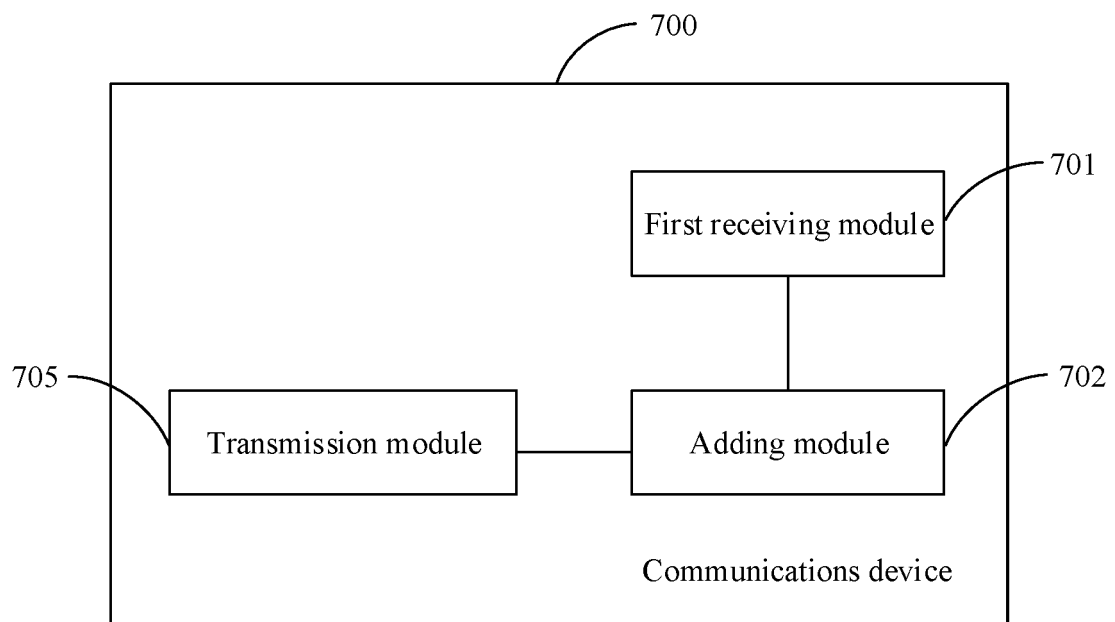 700
701
First receiving module
705
702
Transmission module
Adding module
Communications device